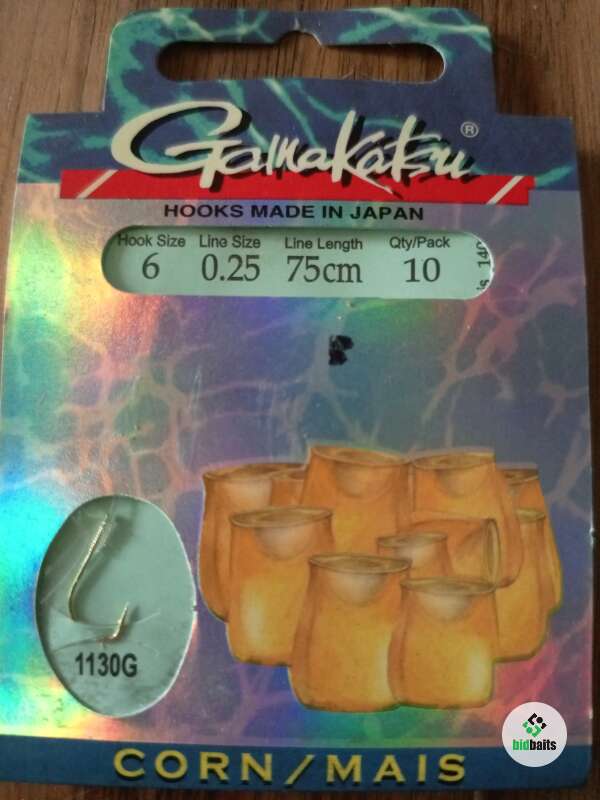 Gamakatsu®
HOOKS MADE IN JAPAN
Hook Size Line Size Line Length Qty/Pack
6 0.25 75cm 10
1130G
CORN/MAIS
bidbaits